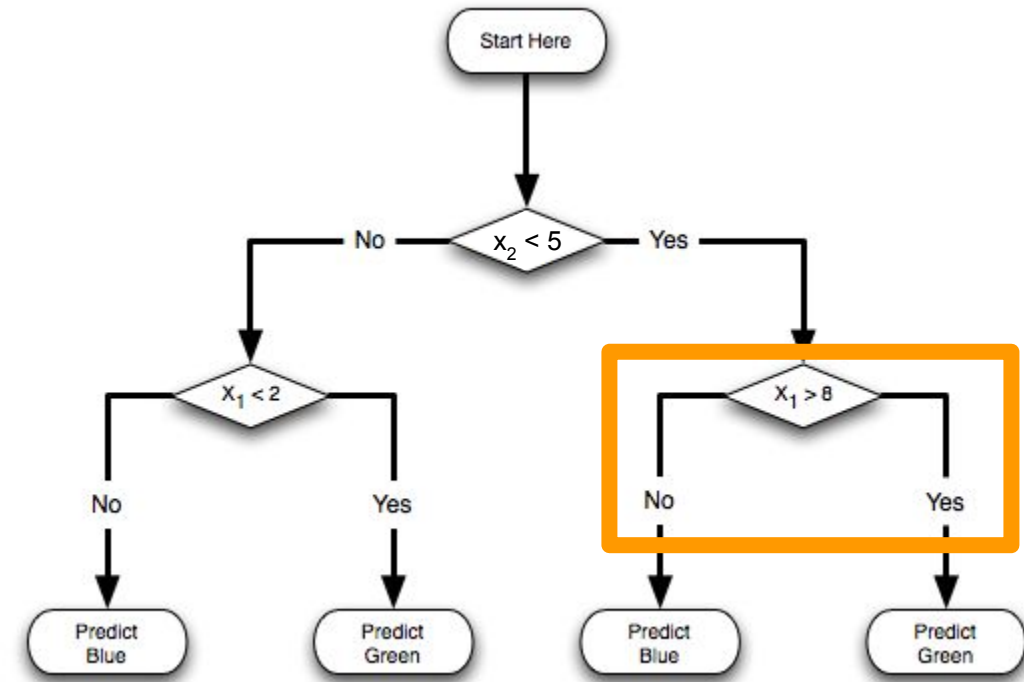 Start Here
No
x₂ < 5
Yes
X₁ < 2
X₁ > 8
No
Yes
No
Yes
Predict
Blue
Predict
Green
Predict
Blue
Predict
Green